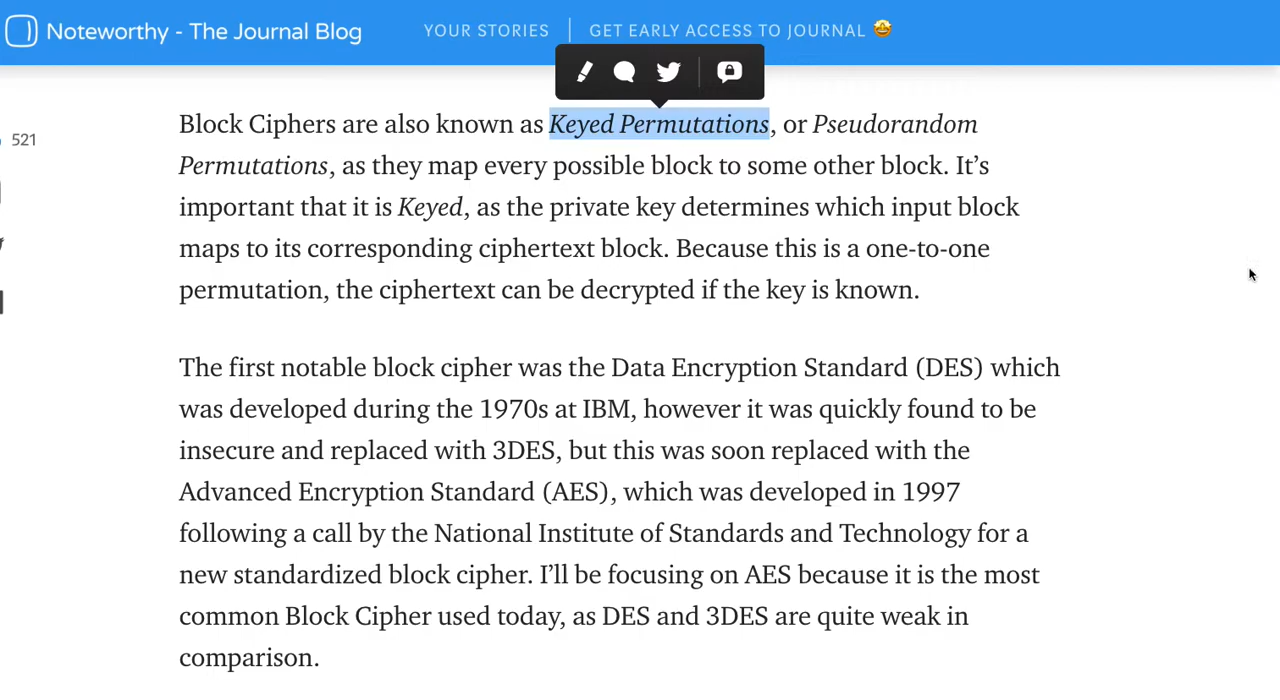 Noteworthy - The Journal Blog
YOUR STORIES
GET EARLY ACCESS TO JOURNAL 🤩
521
Block Ciphers are also known as Keyed Permutations, or Pseudorandom
Permutations, as they map every possible block to some other block. It’s
important that it is Keyed, as the private key determines which input block
maps to its corresponding ciphertext block. Because this is a one-to-one
permutation, the ciphertext can be decrypted if the key is known.
The first notable block cipher was the Data Encryption Standard (DES) which
was developed during the 1970s at IBM, however it was quickly found to be
insecure and replaced with 3DES, but this was soon replaced with the
Advanced Encryption Standard (AES), which was developed in 1997
following a call by the National Institute of Standards and Technology for a
new standardized block cipher. I’ll be focusing on AES because it is the most
common Block Cipher used today, as DES and 3DES are quite weak in
comparison.